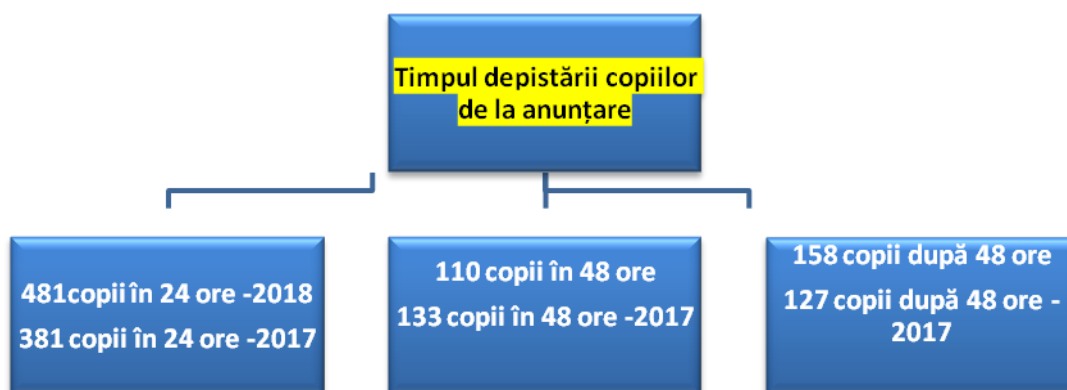 Timpul depistării copiilor
de la anunțare
481copii în 24 ore -2018
381 copii în 24 ore -2017
110 copii în 48 ore
133 copii în 48 ore -2017
158 copii după 48 ore
127 copii după 48 ore -
2017